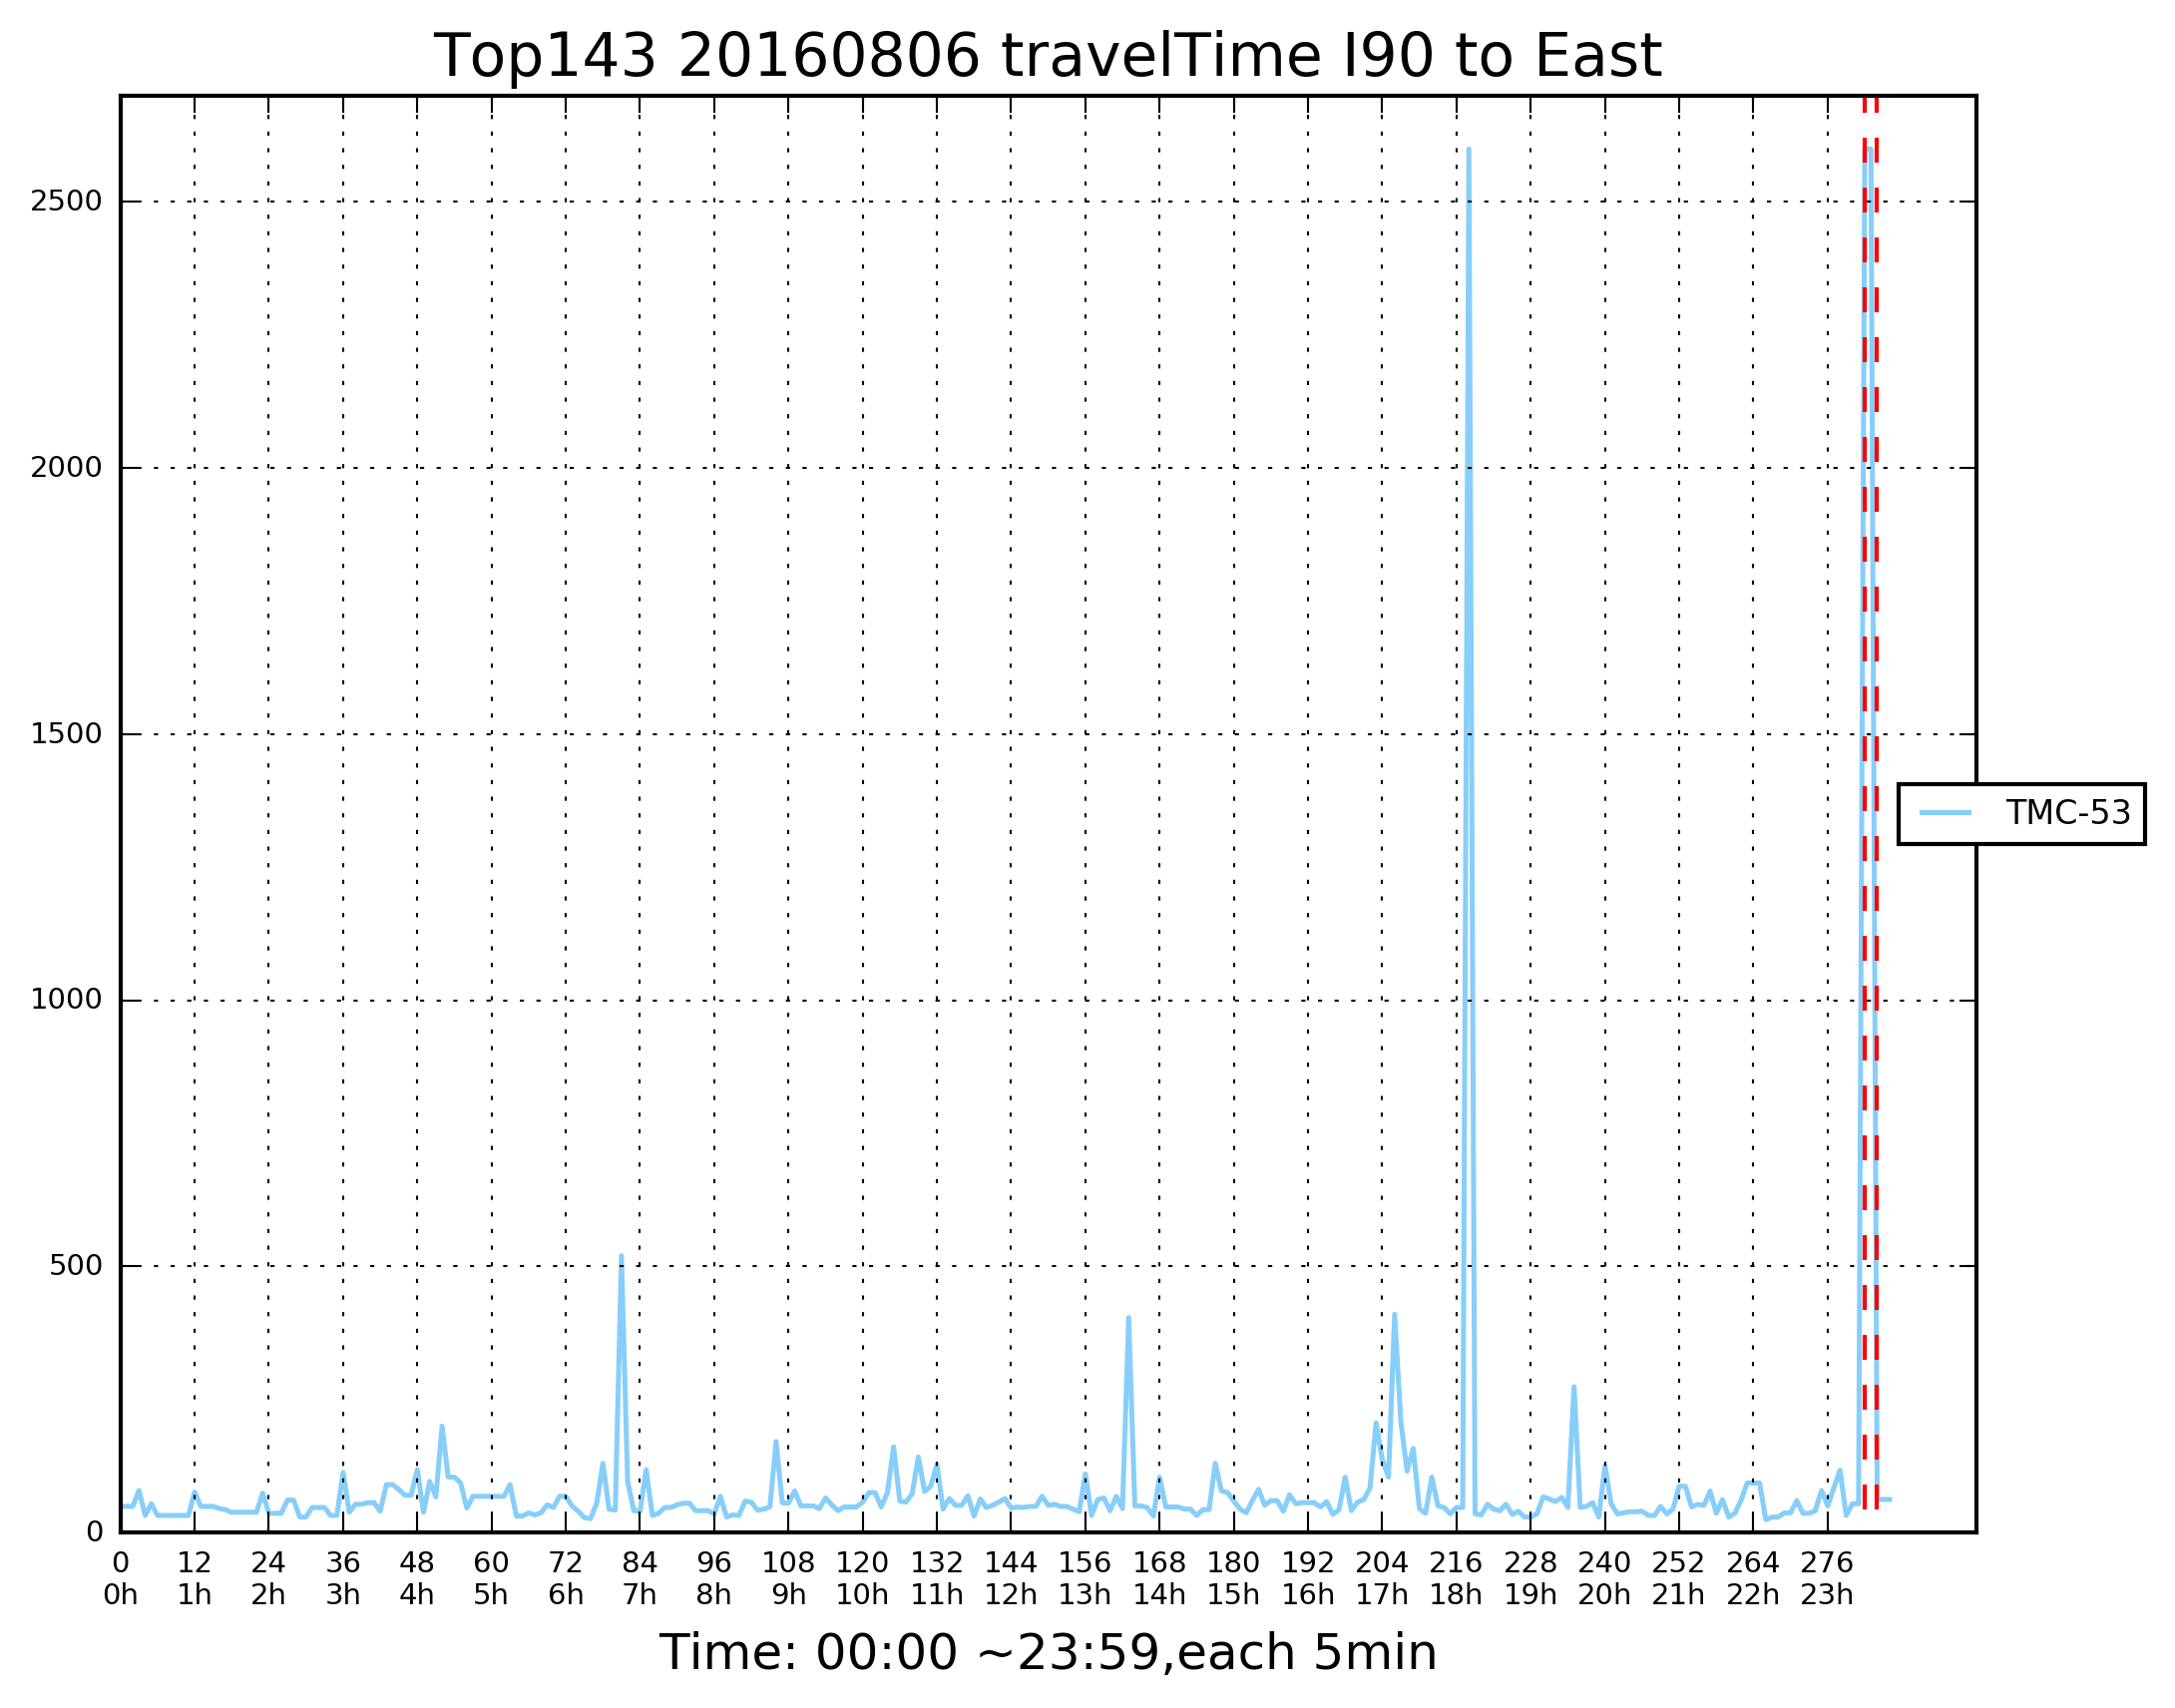 Top143 20160806 travelTime I90 to East
2500
2000
1500
1000
500
0
TMC-53
0 12 24 36 48 60 72 84 96 108 120 132 144 156 168 180 192 204 216 228 240 252 264 276
0h 1h 2h 3h 4h 5h 6h 7h 8h 9h 10h 11h 12h 13h 14h 15h 16h 17h 18h 19h 20h 21h 22h 23h
Time: 00:00 ~23:59,each 5min